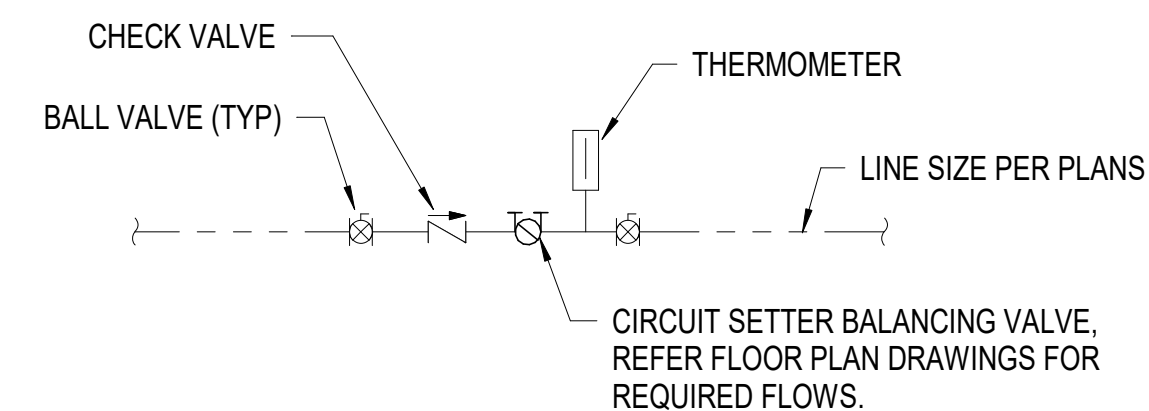 CHECK VALVE
THERMOMETER
BALL VALVE (TYP)
LINE SIZE PER PLANS
CIRCUIT SETTER BALANCING VALVE,
REFER FLOOR PLAN DRAWINGS FOR
REQUIRED FLOWS.